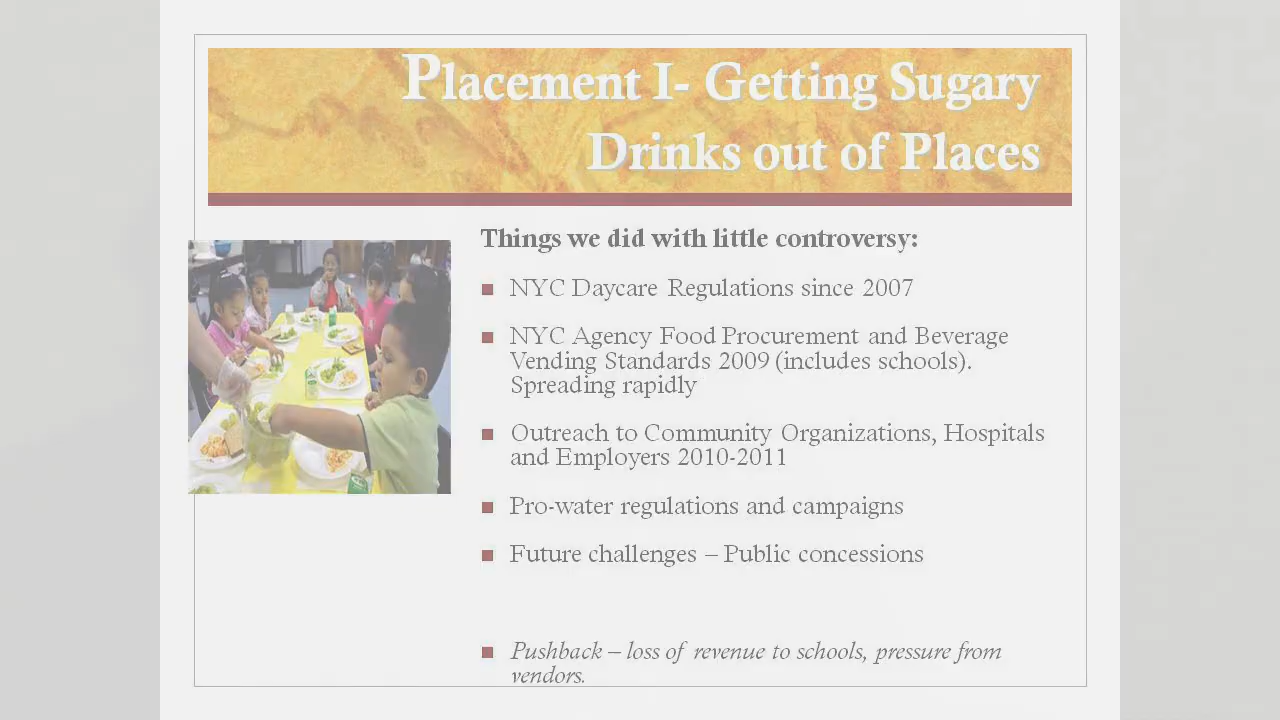 Placement I- Getting Sugary
Drinks out of Places
Things we did with little controversy:
NYC Daycare Regulations since 2007
NYC Agency Food Procurement and Beverage
Vending Standards 2009 (includes schools).
Spreading rapidly
Outreach to Community Organizations, Hospitals
and Employers 2010-2011
Pro-water regulations and campaigns
Future challenges – Public concessions
Pushback – loss of revenue to schools, pressure from
vendors.